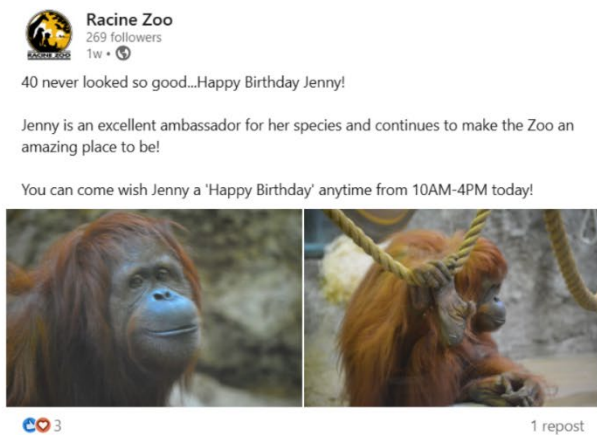 Racine Zoo
269 followers
1w •
RACINE ZOO
40 never looked so good...Happy Birthday Jenny!
Jenny is an excellent ambassador for her species and continues to make the Zoo an
amazing place to be!
You can come wish Jenny a 'Happy Birthday' anytime from 10AM-4PM today!
3
1 repost